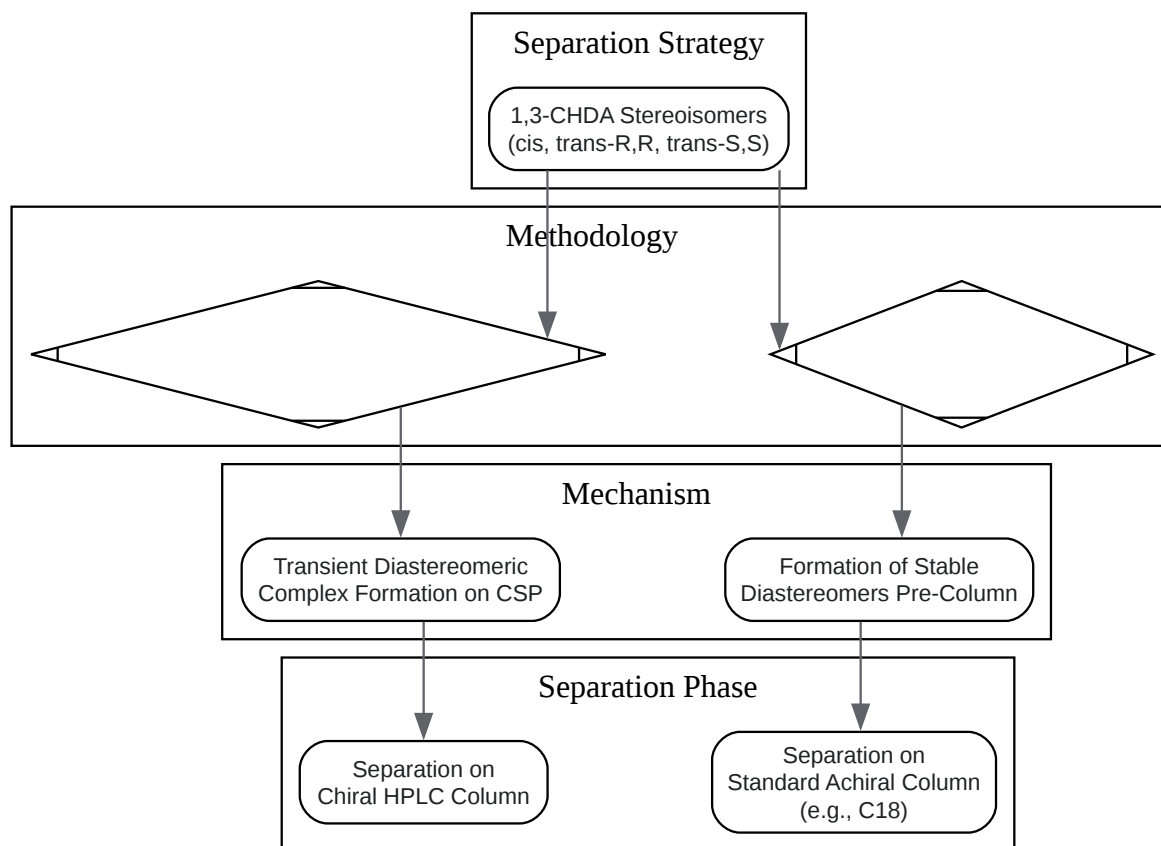 Separation Strategy
1,3-CHDA Stereoisomers
(cis, trans-R,R, trans-S,S)
Methodology
Mechanism
Transient Diastereomeric
Complex Formation on CSP
Formation of Stable
Diastereomers Pre-Column
Separation Phase
Separation on
Chiral HPLC Column
Separation on
Standard Achiral Column
(e.g., C18)